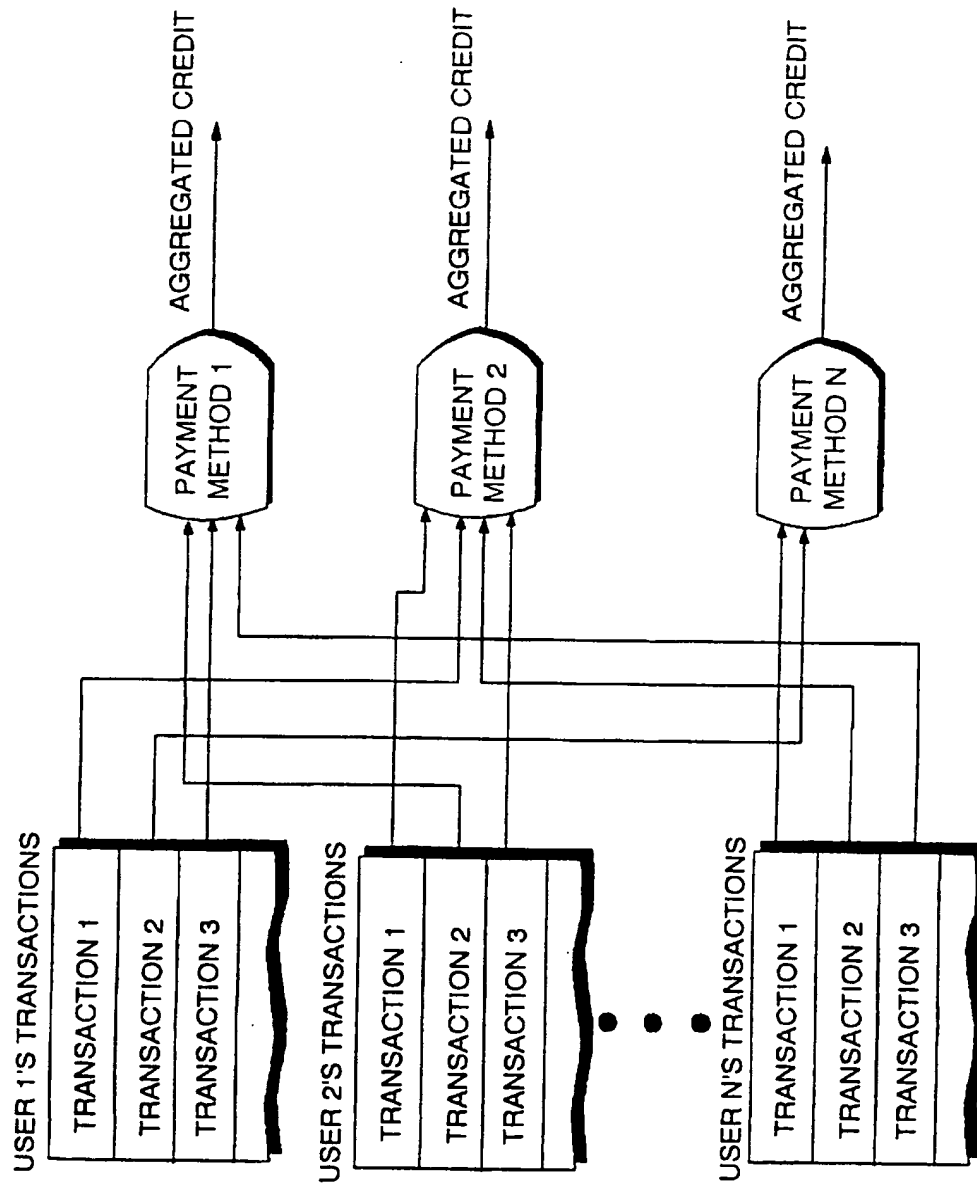 USER 1'S TRANSACTIONS
TRANSACTION 1
TRANSACTION 2
TRANSACTION 3
USER 2'S TRANSACTIONS
TRANSACTION 1
TRANSACTION 2
TRANSACTION 3
USER N'S TRANSACTIONS
TRANSACTION 1
TRANSACTION 2
TRANSACTION 3
PAYMENT
METHOD 1
PAYMENT
METHOD 2
PAYMENT
METHOD N
AGGREGATED CREDIT
AGGREGATED CREDIT
AGGREGATED CREDIT